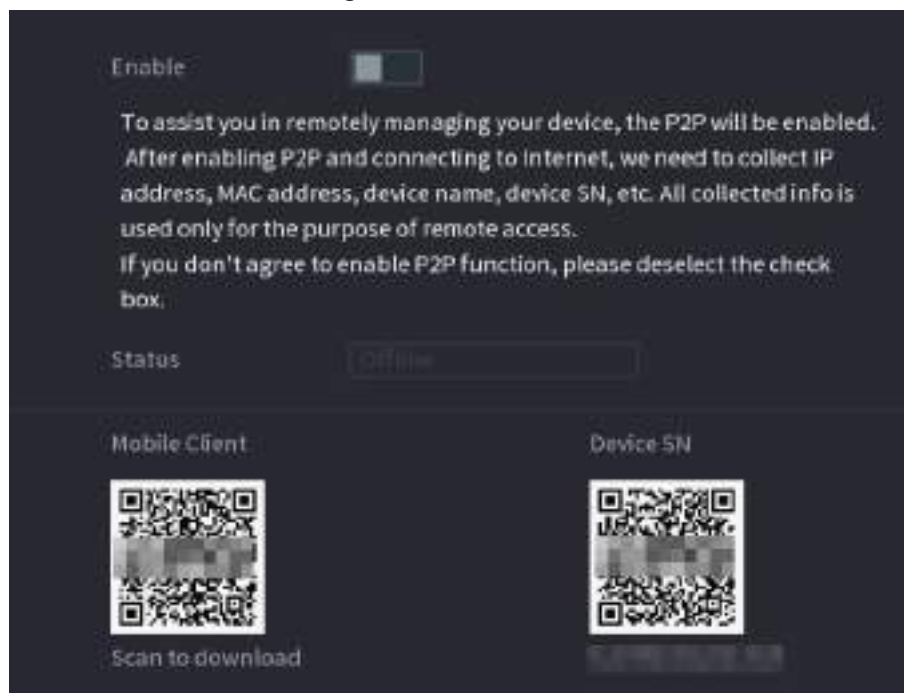 Enable
To assist you in remotely managing your device, the P2P will be enabled.
After enabling P2P and connecting to Internet, we need to collect IP
address, MAC address, device name, device SN, etc. All collected info is
used only for the purpose of remote access.
If you don't agree to enable P2P function, please deselect the check
box.
Status
Offline
Mobile Client
Device SN
Scan to download